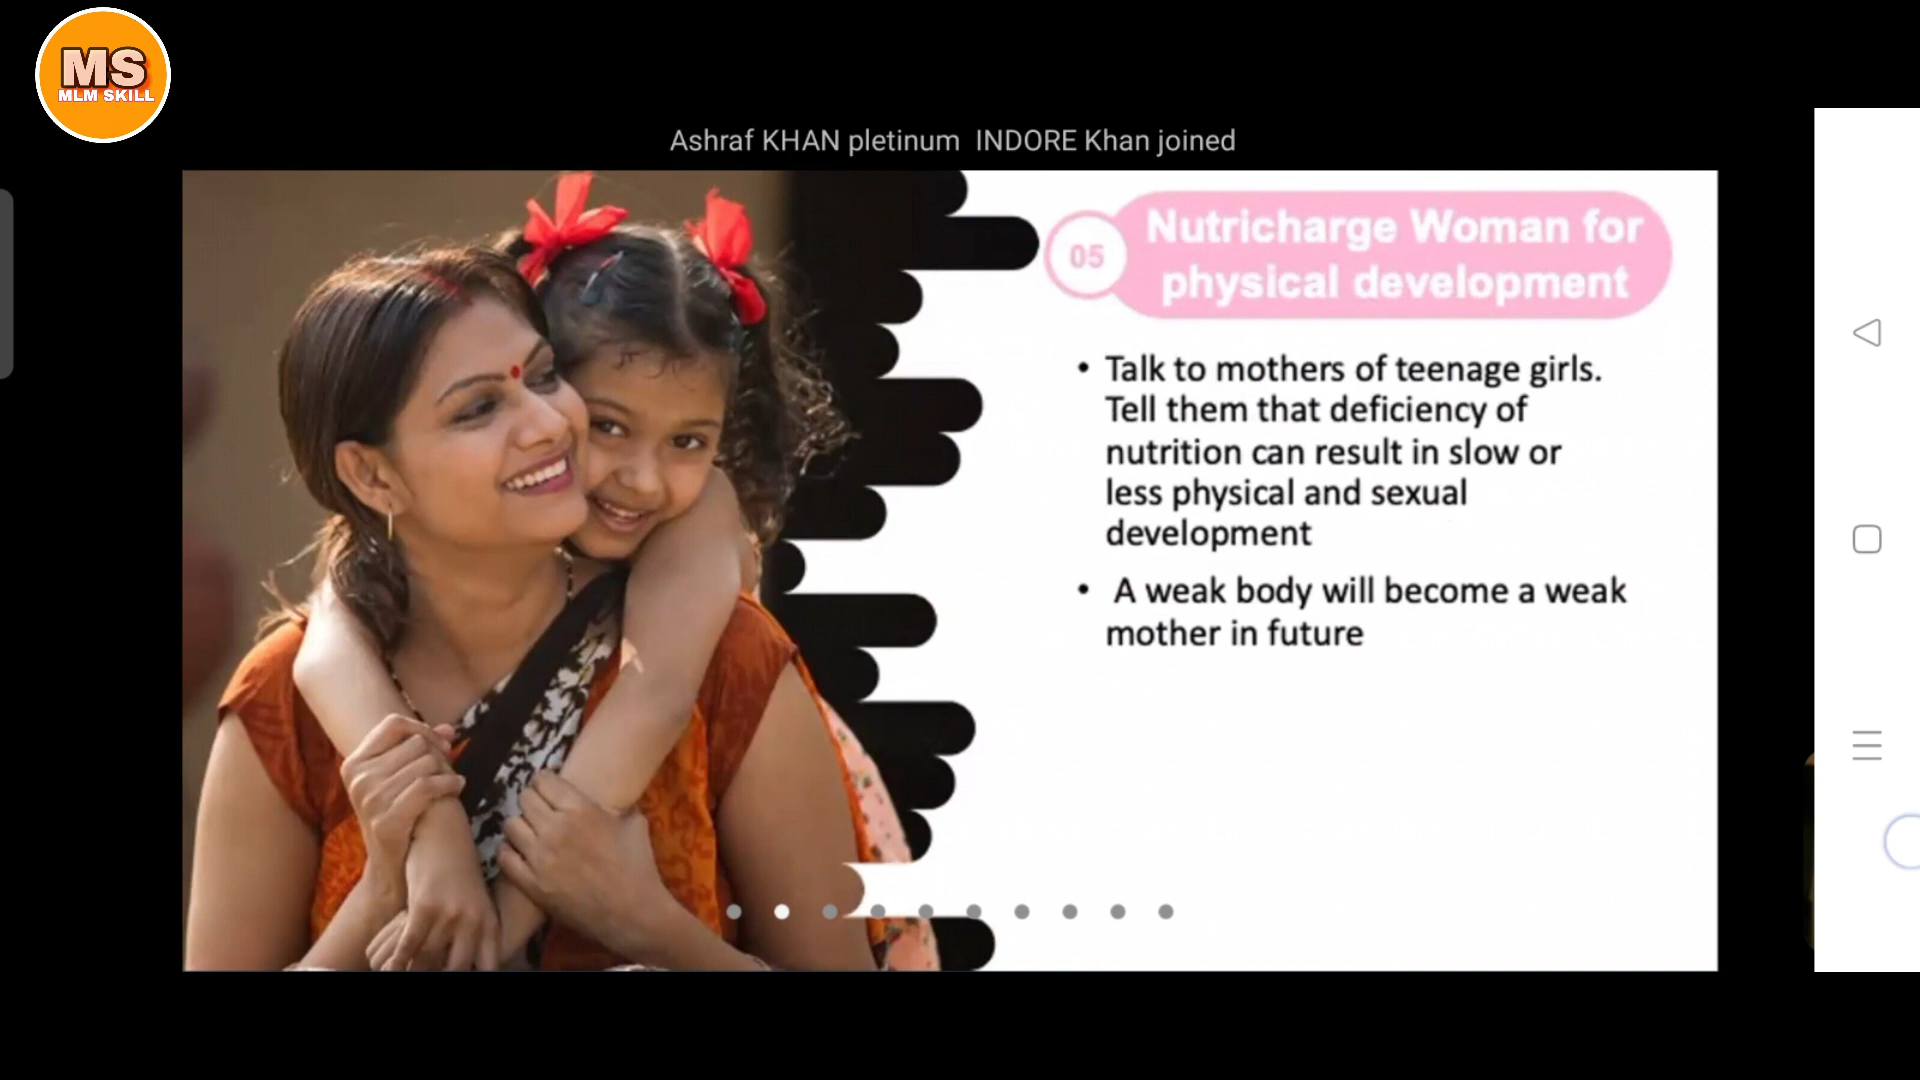 MS
MLM SKILL
Ashraf KHAN pletinum  INDORE Khan joined
05
Nutricharge Woman for
physical development
• Talk to mothers of teenage girls.
Tell them that deficiency of
nutrition can result in slow or
less physical and sexual
development
• A weak body will become a weak
mother in future